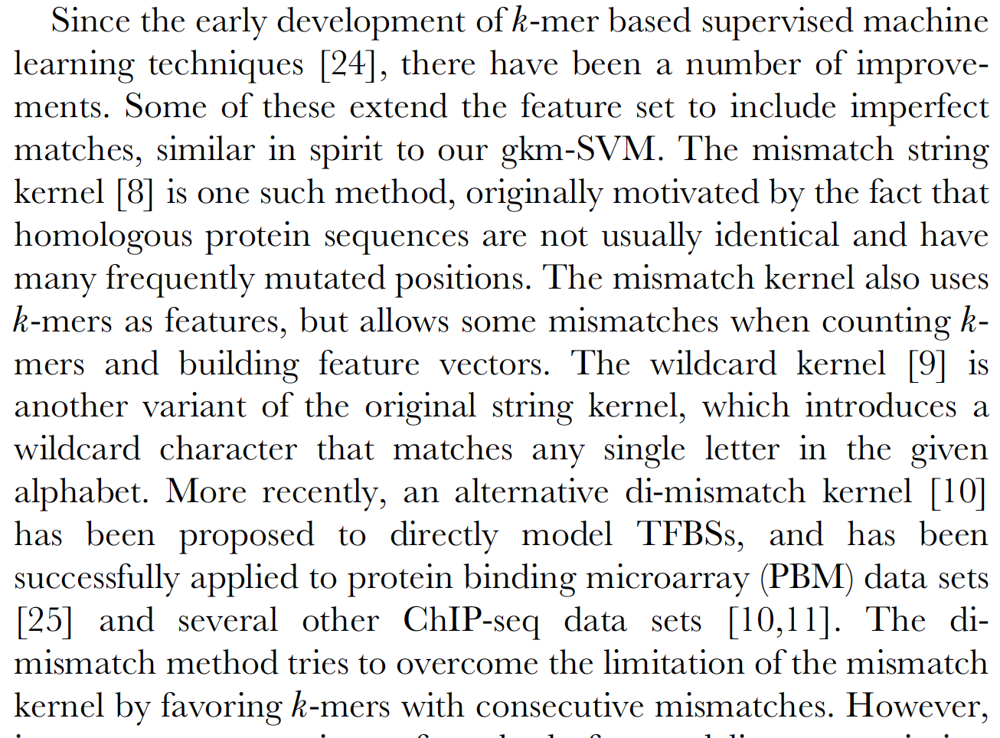 Since the early development of k-mer based supervised machine
learning techniques [24], there have been a number of improve-
ments. Some of these extend the feature set to include imperfect
matches, similar in spirit to our gkm-SVM. The mismatch string
kernel [8] is one such method, originally motivated by the fact that
homologous protein sequences are not usually identical and have
many frequently mutated positions. The mismatch kernel also uses
k-mers as features, but allows some mismatches when counting k-
mers and building feature vectors. The wildcard kernel [9] is
another variant of the original string kernel, which introduces a
wildcard character that matches any single letter in the given
alphabet. More recently, an alternative di-mismatch kernel [10]
has been proposed to directly model TFBSs, and has been
successfully applied to protein binding microarray (PBM) data sets
[25] and several other ChIP-seq data sets [10,11]. The di-
mismatch method tries to overcome the limitation of the mismatch
kernel by favoring k-mers with consecutive mismatches. However,